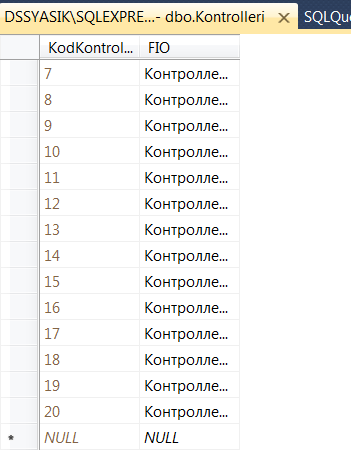 DSSYASIK\SQLEXPRE...- dbo.Kontrolleri × SQLQu
KodKontrol... FIO
7 Контролле...
8 Контролле...
9 Контролле...
10 Контролле...
11 Контролле...
12 Контролле...
13 Контролле...
14 Контролле...
15 Контролле...
16 Контролле...
17 Контролле...
18 Контролле...
19 Контролле...
20 Контролле...
* NULL NULL